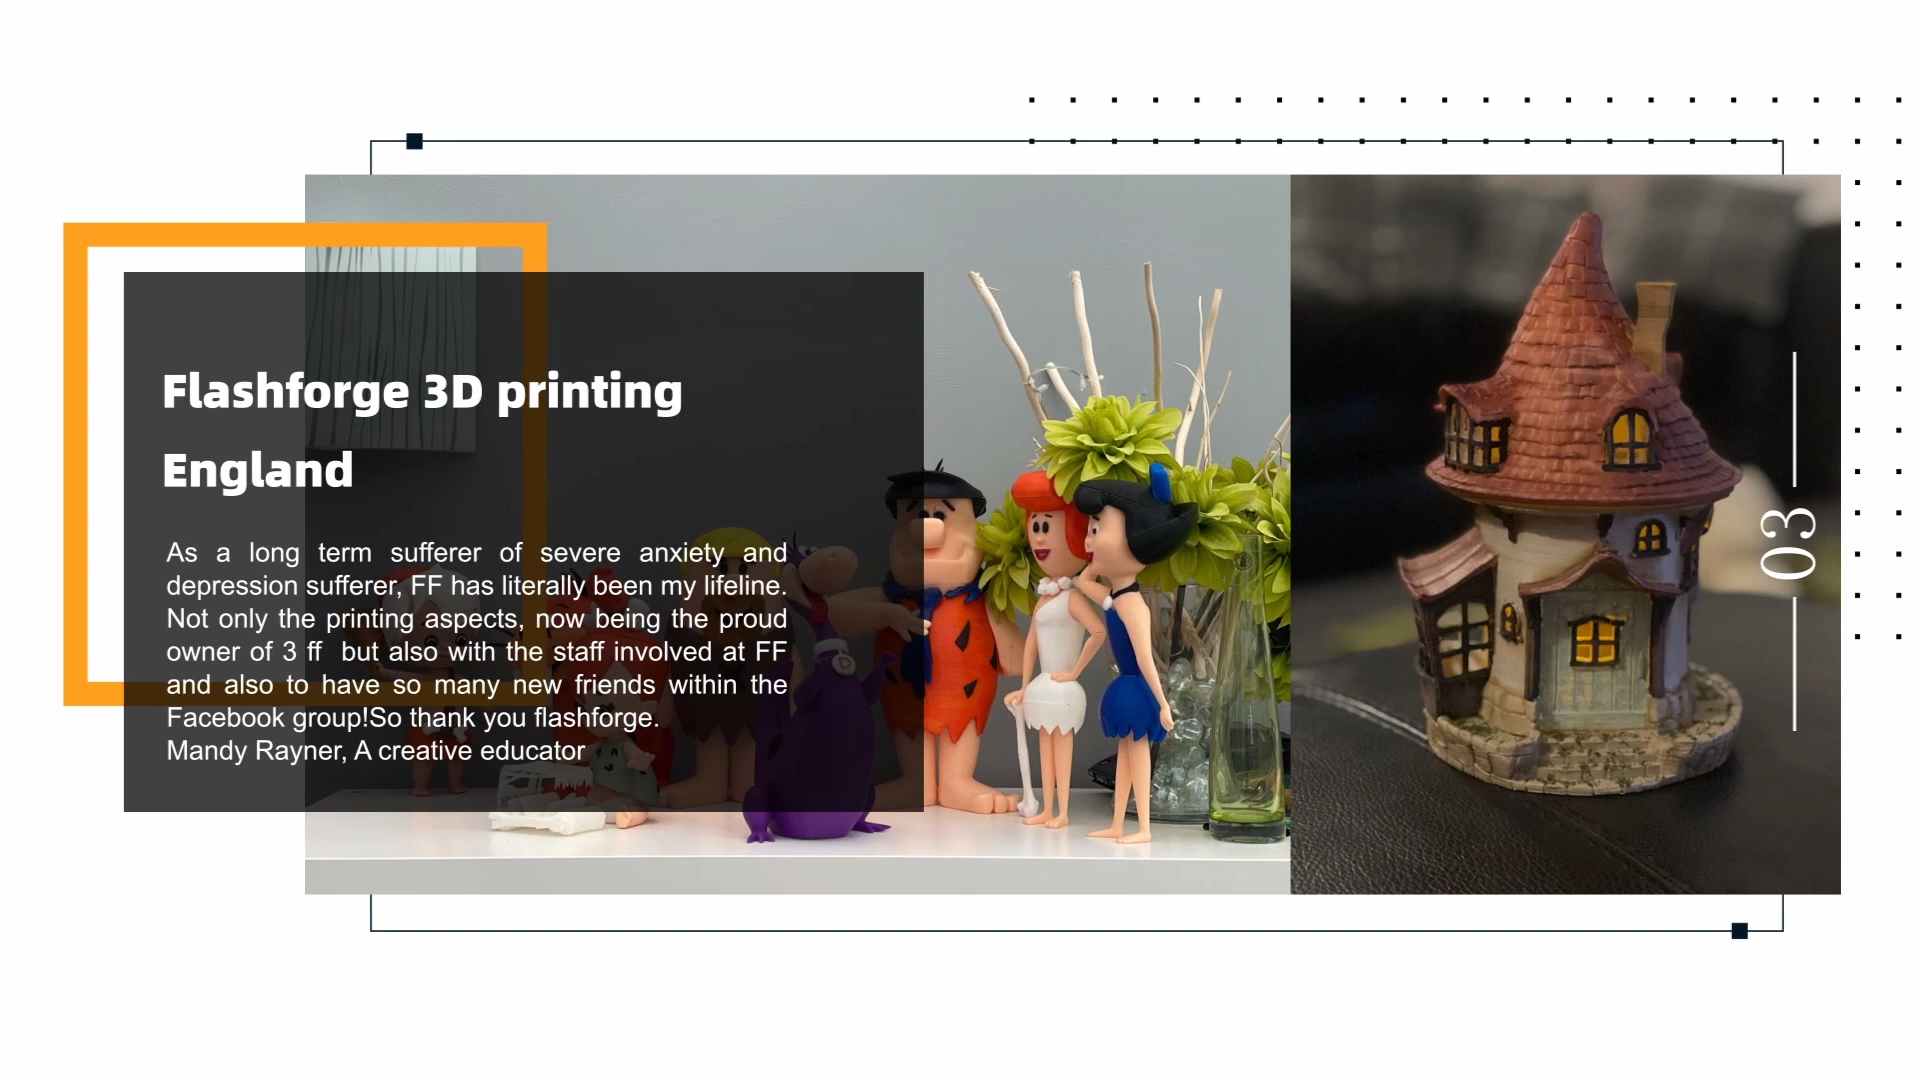 Flashforge 3D printing
England
As a long term sufferer of severe anxiety and
depression sufferer, FF has literally been my lifeline.
Not only the printing aspects, now being the proud
owner of 3 ff  but also with the staff involved at FF
and also to have so many new friends within the
Facebook group!So thank you flashforge.
Mandy Rayner, A creative educator
D
03